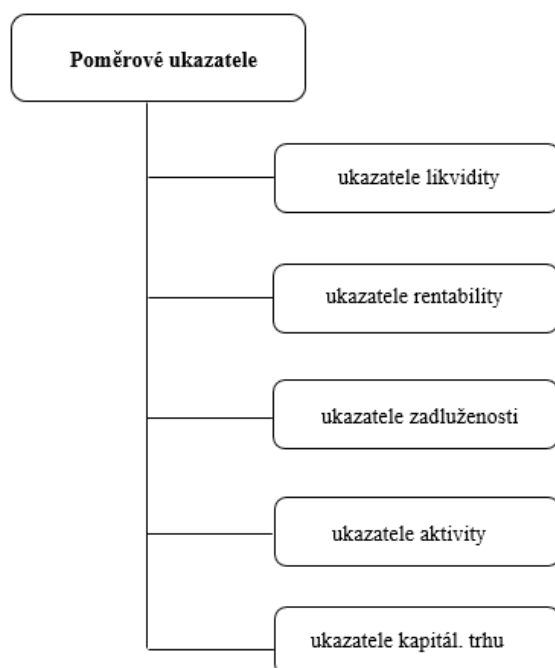 Poměrové ukazatele
ukazatele likvidity
ukazatele rentability
ukazatele zadluženosti
ukazatele aktivity
ukazatele kapitál. trhu